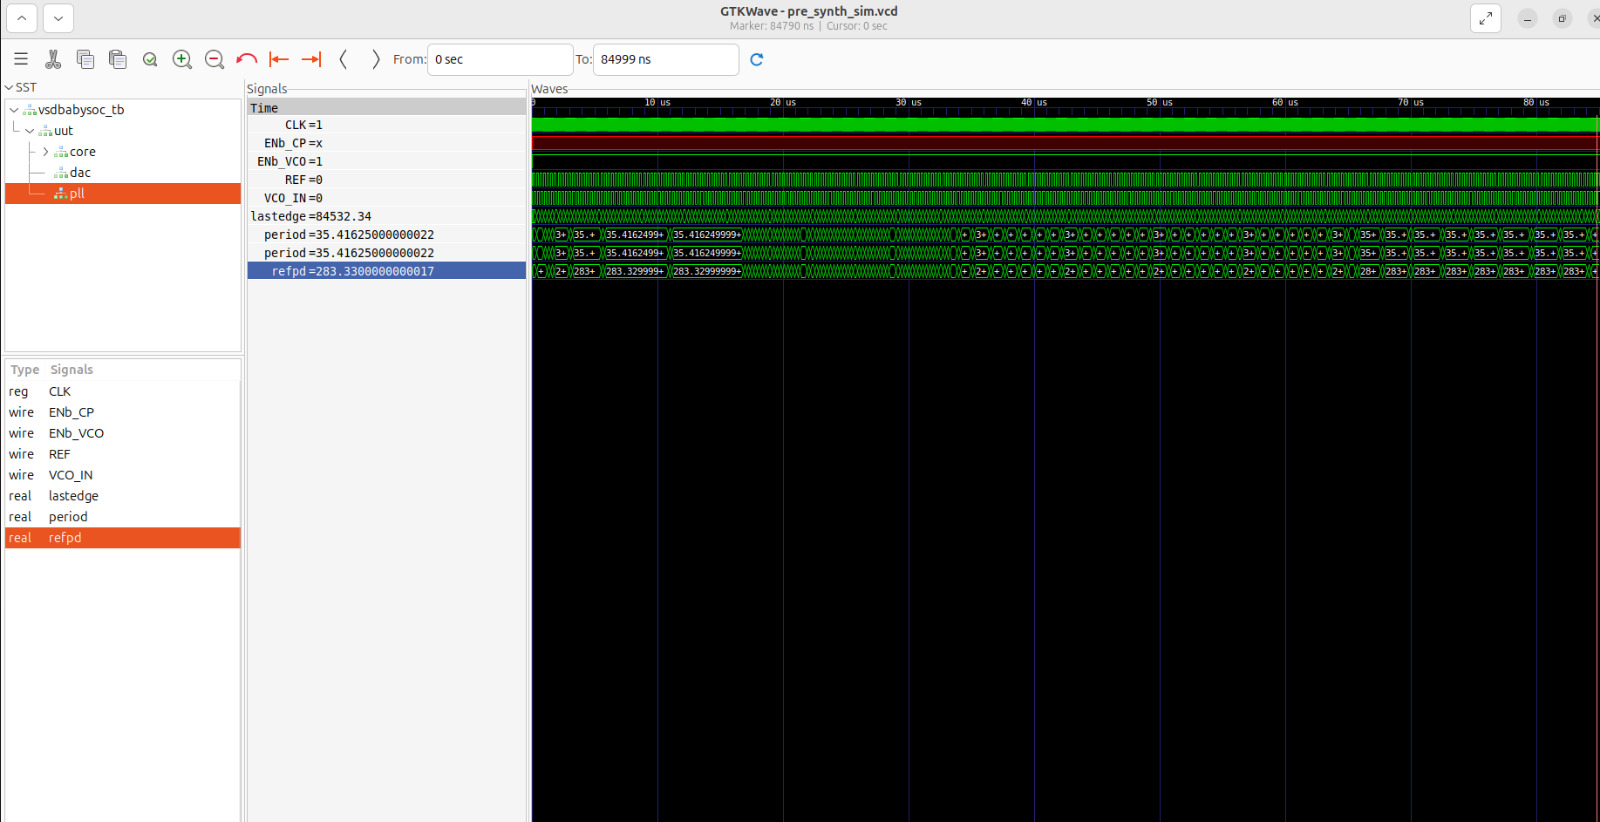 GTKWave - pre_synth_sim.vcd
Marker: 84790 ns | Cursor: 0 sec
From: 0 sec To: 84999 ns
SST
vsdbabysoc_tb
uut
core
dac
pll
Type Signals
reg CLK
wire ENb_CP
wire ENb_VCO
wire REF
wire VCO_IN
real lastedge
real period
real refpd
Signals
Time
CLK=1
ENb_CP=x
ENb_VCO=1
REF=0
VCO_IN=0
lastedge=84532.34
period=35.41625000000022
period=35.41625000000022
refpd=283.3300000000017
Waves
0 10 us 20 us 30 us 40 us 50 us 60 us 70 us 80 us
3+ 35.+ 35.4162499+ 35.416249999+ + 3+ + + + + 3+ + + + + 3+ + + + + 3+ + + + + 3+ 35+ 35.+ 35.+ 35.+ 35.+ 35.+ 35.+ 35.+ +
3+ 35.+ 35.4162499+ 35.416249999+ + 3+ + + + + 3+ + + + + 3+ + + + + 3+ + + + + 3+ 35+ 35.+ 35.+ 35.+ 35.+ 35.+ 35.+ 35.+ +
+ 2+ 283+ 283.329999+ 283.32999999+ + 2+ + + + + 2+ + + + + 2+ + + + + 2+ + + + + 2+ 28+ 283+ 283+ 283+ 283+ 283+ 283+ 283+ +